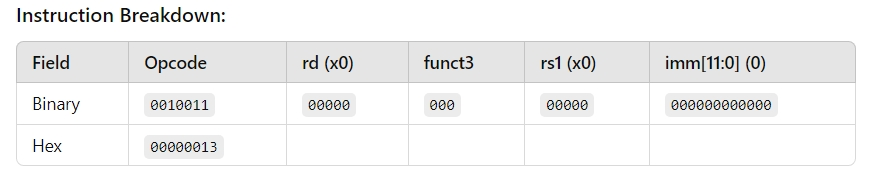 Instruction Breakdown:
Field Opcode rd (x0) funct3 rs1 (x0) imm[11:0] (0)
Binary 0010011 00000 000 00000 000000000000
Hex 00000013